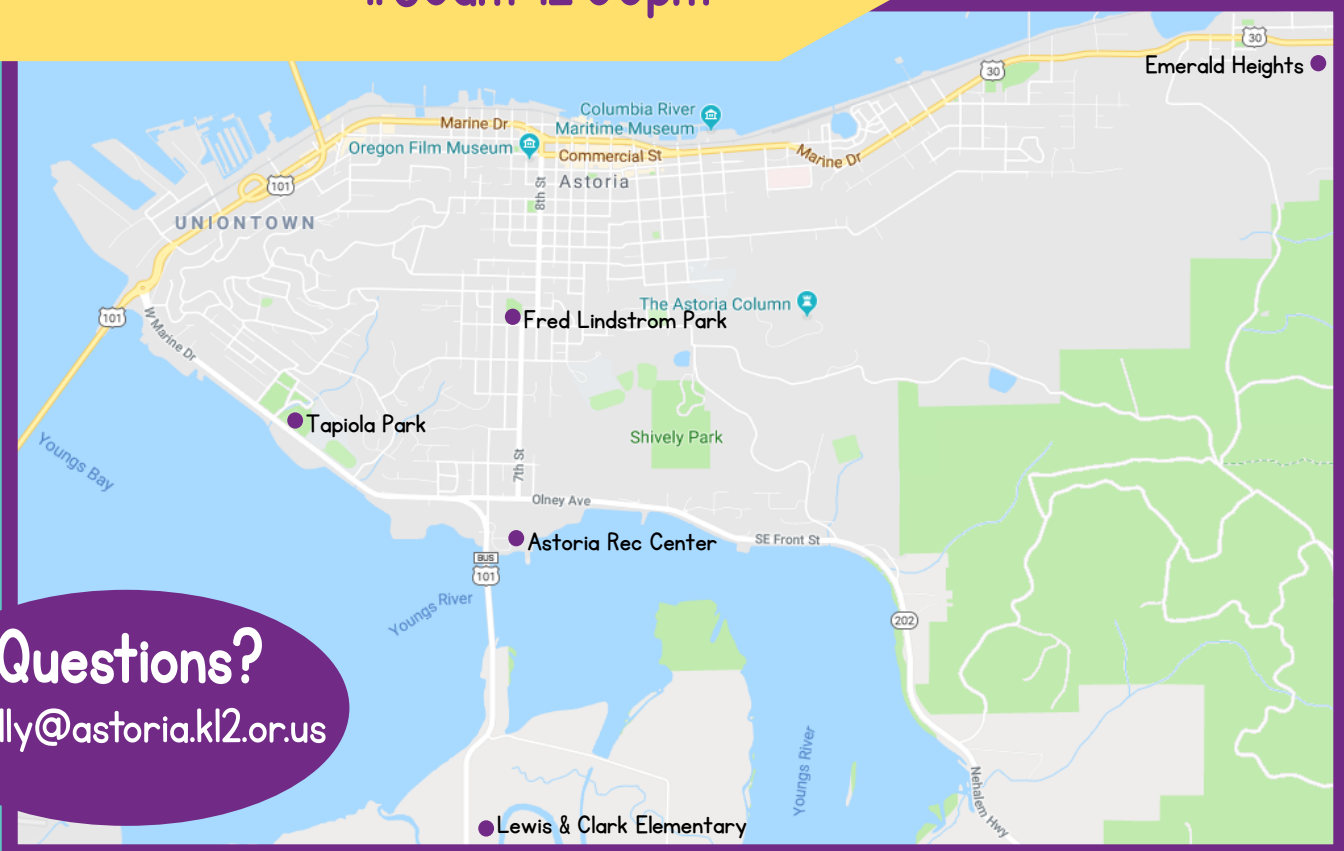 30
30
Emerald Heights
Columbia River
Maritime Museum
Marine Dr
Oregon Film Museum
Commercial St
Marine Dr
8th St
Astoria
101
UNIONTOWN
The Astoria Column
101
Fred Lindstrom Park
W Marine Dr
Tapiola Park
Shively Park
Youngs Bay
7th St
Olney Ave
Astoria Rec Center
SE Front St
BUS
101
Youngs River
202
Questions?
lly@astoria.k12.or.us
Youngs River
Nehalem Hwy
Lewis & Clark Elementary